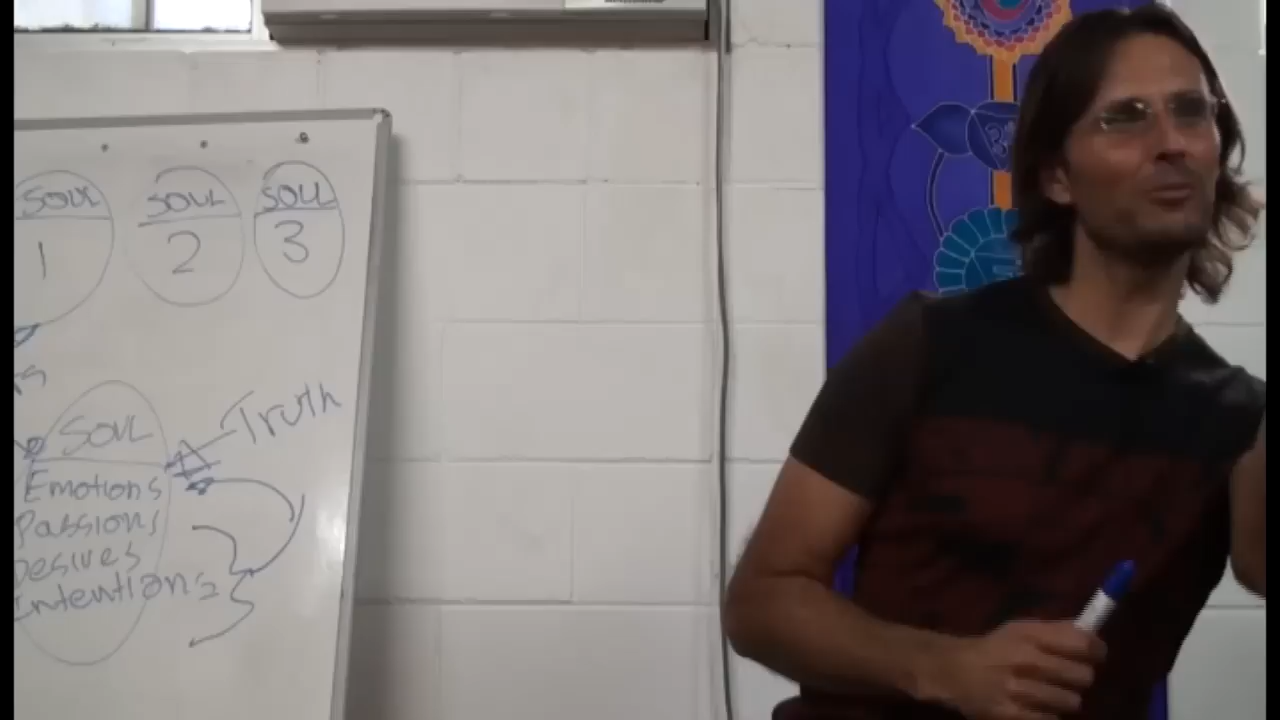 SOUL SOUL SOUL
1 2 3
SOUL
Truth
Emotions
Passions
Desires
Intentions